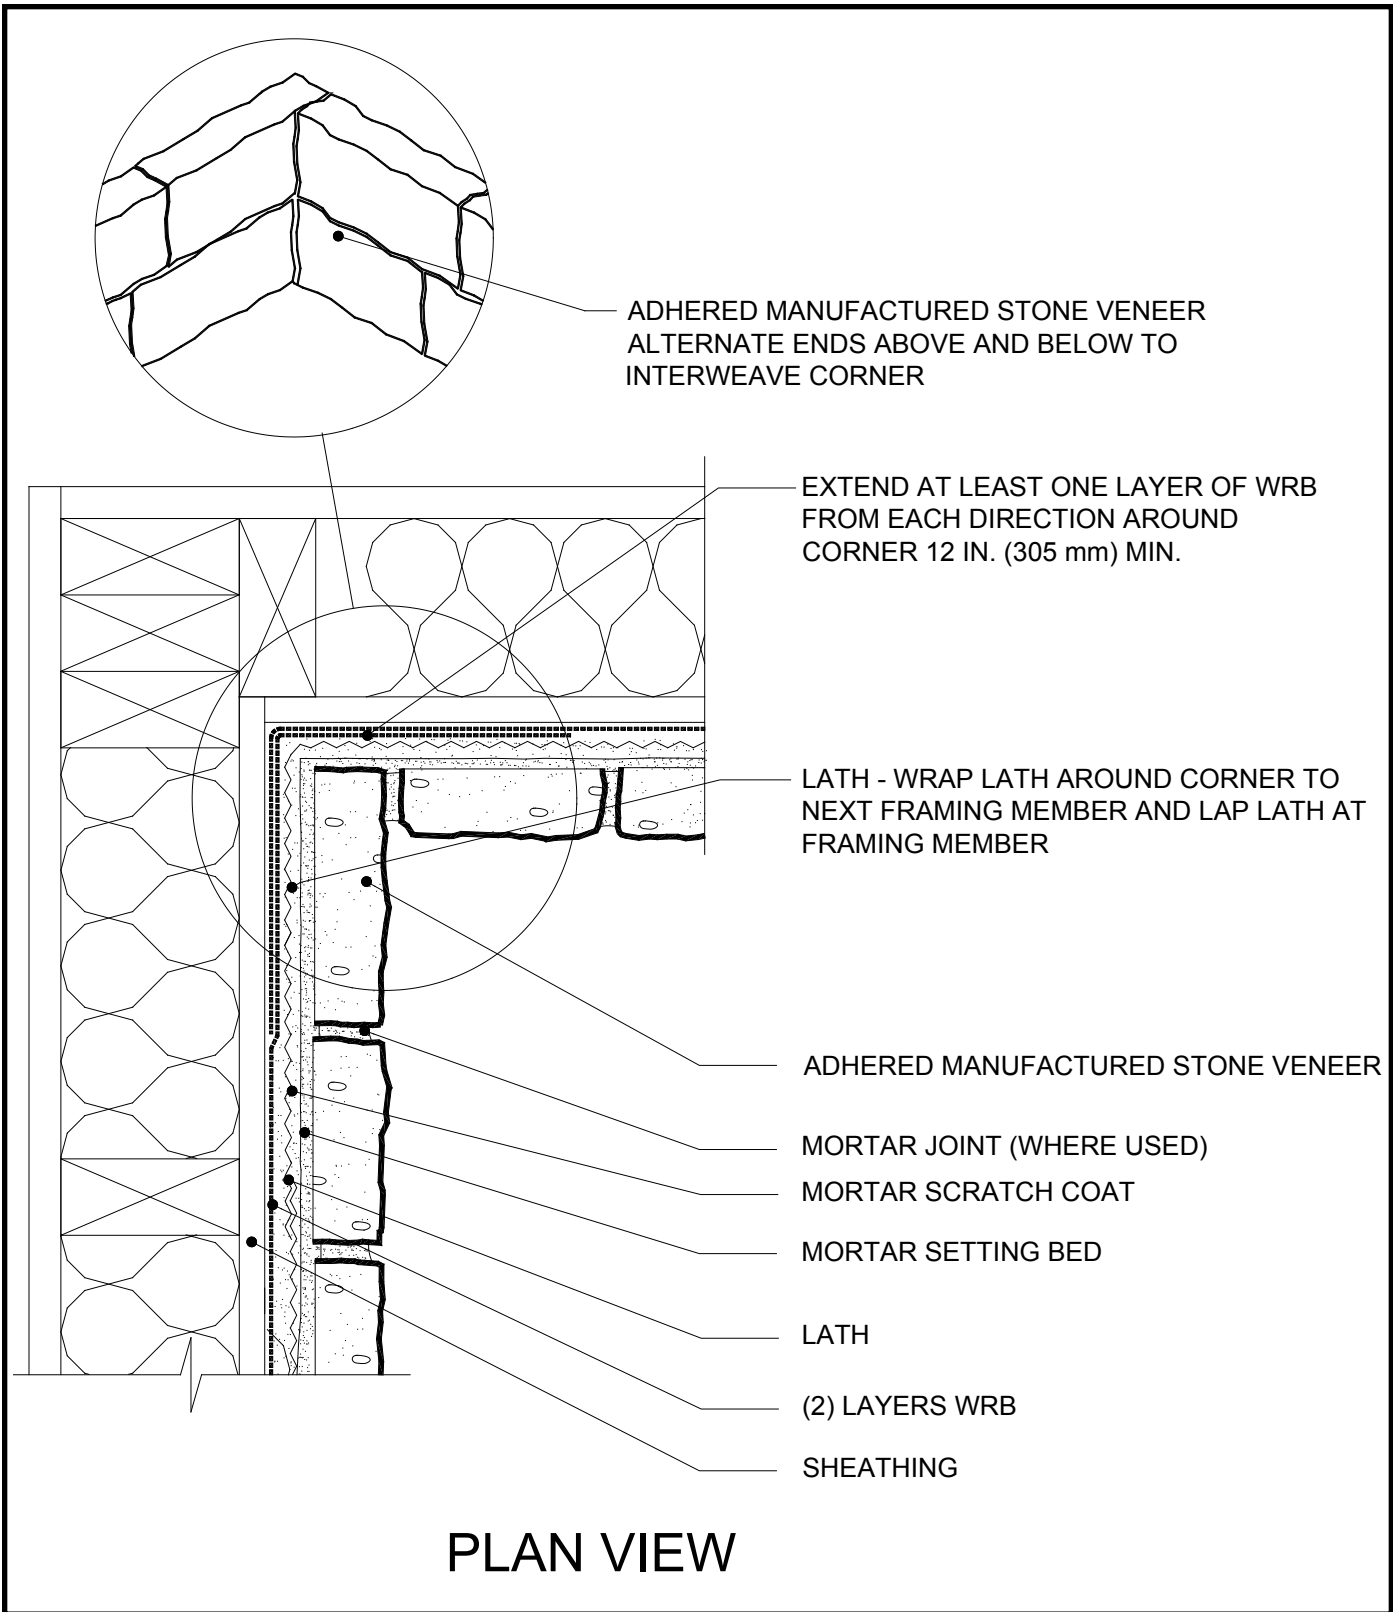 ADHERED MANUFACTURED STONE VENEER
ALTERNATE ENDS ABOVE AND BELOW TO
INTERWEAVE CORNER
EXTEND AT LEAST ONE LAYER OF WRB
FROM EACH DIRECTION AROUND
CORNER 12 IN. (305 mm) MIN.
LATH - WRAP LATH AROUND CORNER TO
NEXT FRAMING MEMBER AND LAP LATH AT
FRAMING MEMBER
ADHERED MANUFACTURED STONE VENEER
MORTAR JOINT (WHERE USED)
MORTAR SCRATCH COAT
MORTAR SETTING BED
LATH
(2) LAYERS WRB
SHEATHING
PLAN VIEW